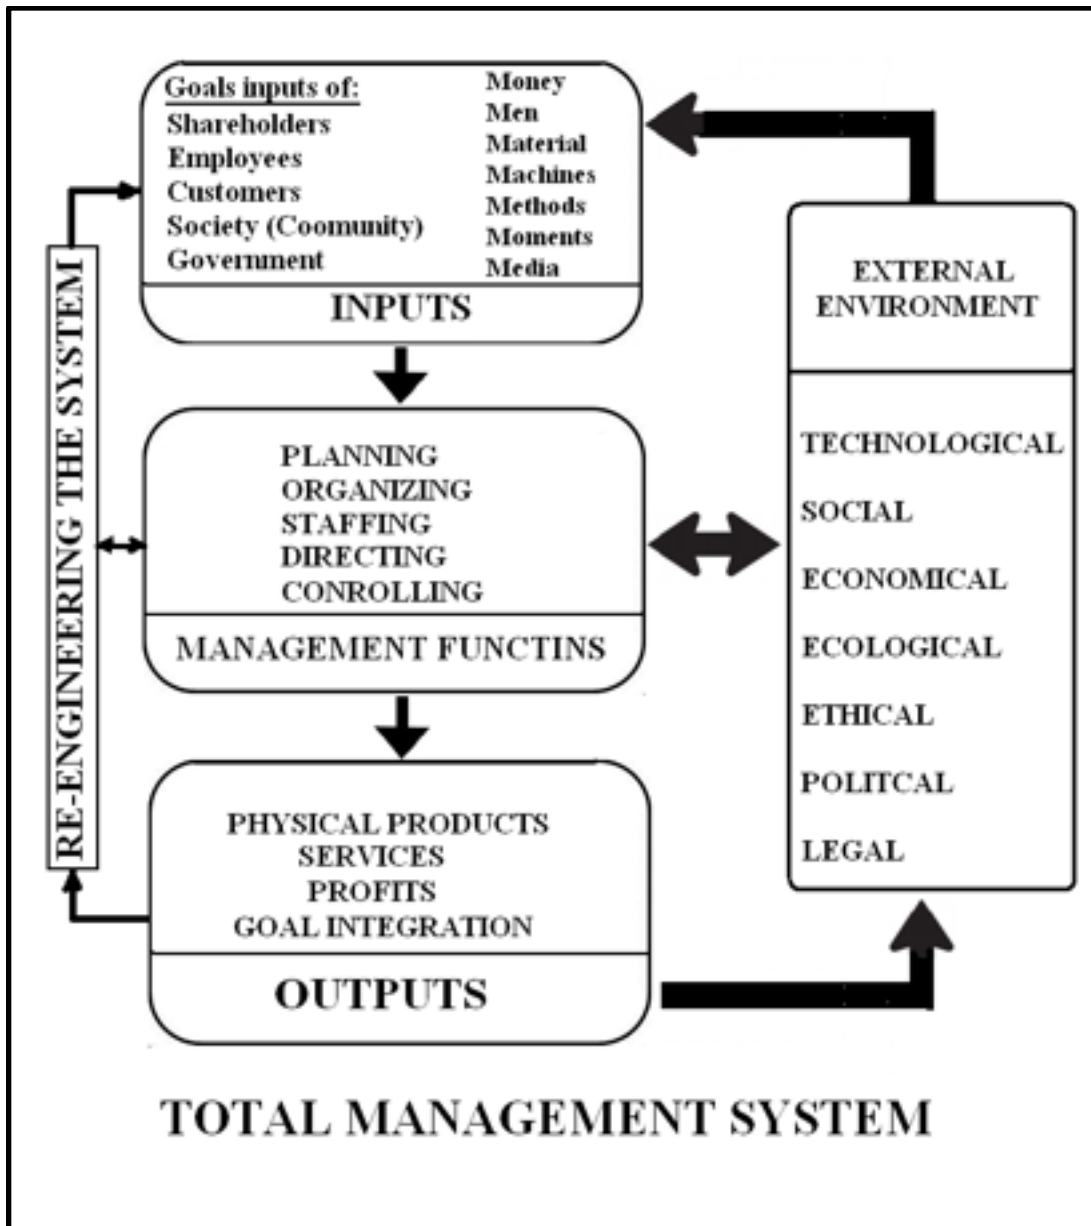 Goals inputs of:
Shareholders
Employees
Customers
Society (Coomunity)
Government
Money
Men
Material
Machines
Methods
Moments
Media
INPUTS
RE-ENGINEERING THE SYSTEM
PLANNING
ORGANIZING
STAFFING
DIRECTING
CONROLLING
MANAGEMENT FUNCTINS
PHYSICAL PRODUCTS
SERVICES
PROFITS
GOAL INTEGRATION
OUTPUTS
EXTERNAL
ENVIRONMENT
TECHNOLOGICAL
SOCIAL
ECONOMICAL
ECOLOGICAL
ETHICAL
POLITCAL
LEGAL
TOTAL MANAGEMENT SYSTEM